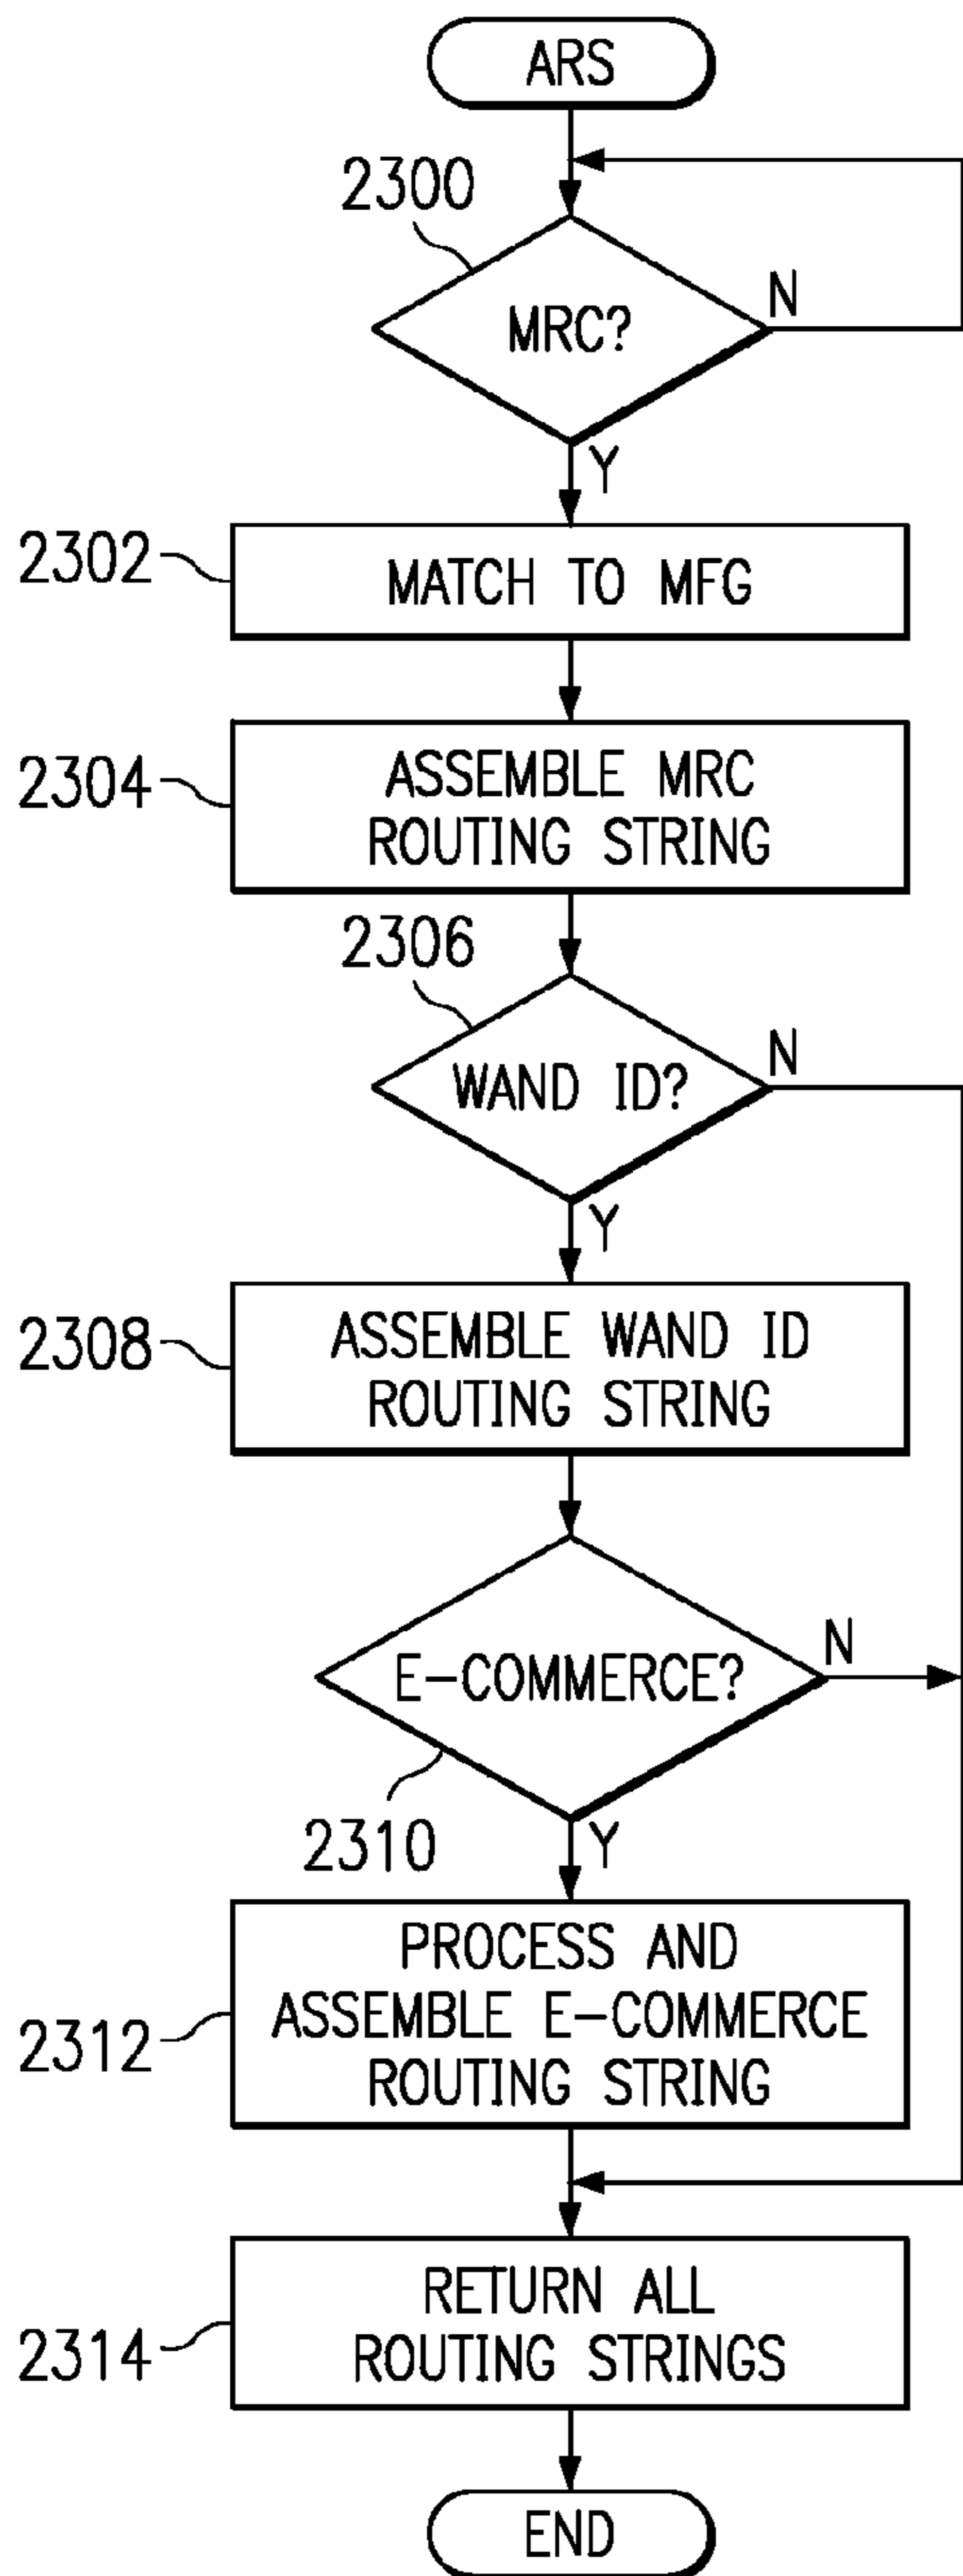 ARS
2300
MRC?
N
Y
2302
MATCH TO MFG
2304
ASSEMBLE MRC
ROUTING STRING
2306
WAND ID?
N
Y
2308
ASSEMBLE WAND ID
ROUTING STRING
E-COMMERCE?
N
2310
Y
2312
PROCESS AND
ASSEMBLE E-COMMERCE
ROUTING STRING
2314
RETURN ALL
ROUTING STRINGS
END